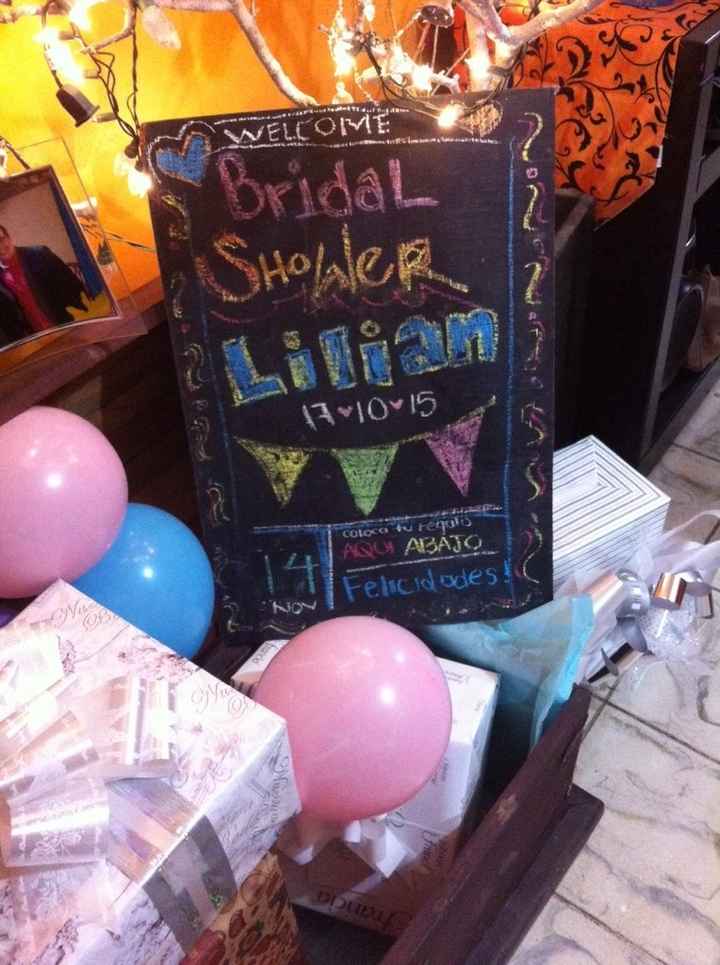 WELCOME
Bridal
SHOWER
Lilian
17♥10♥15
14
NOV
coloca tu regalo
AQUI ABAJO
Felicidades!